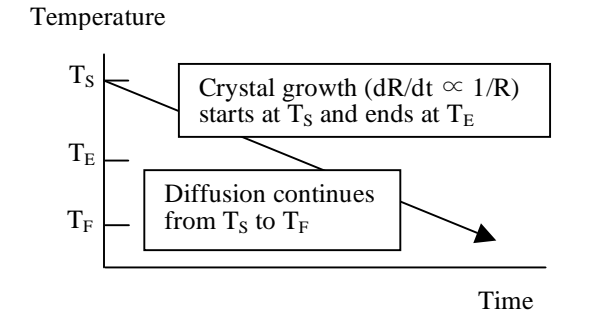 Temperature
T_S
Crystal growth (dR/dt ∝ 1/R)
starts at T_S and ends at T_E
T_E
Diffusion continues
from T_S to T_F
T_F
Time